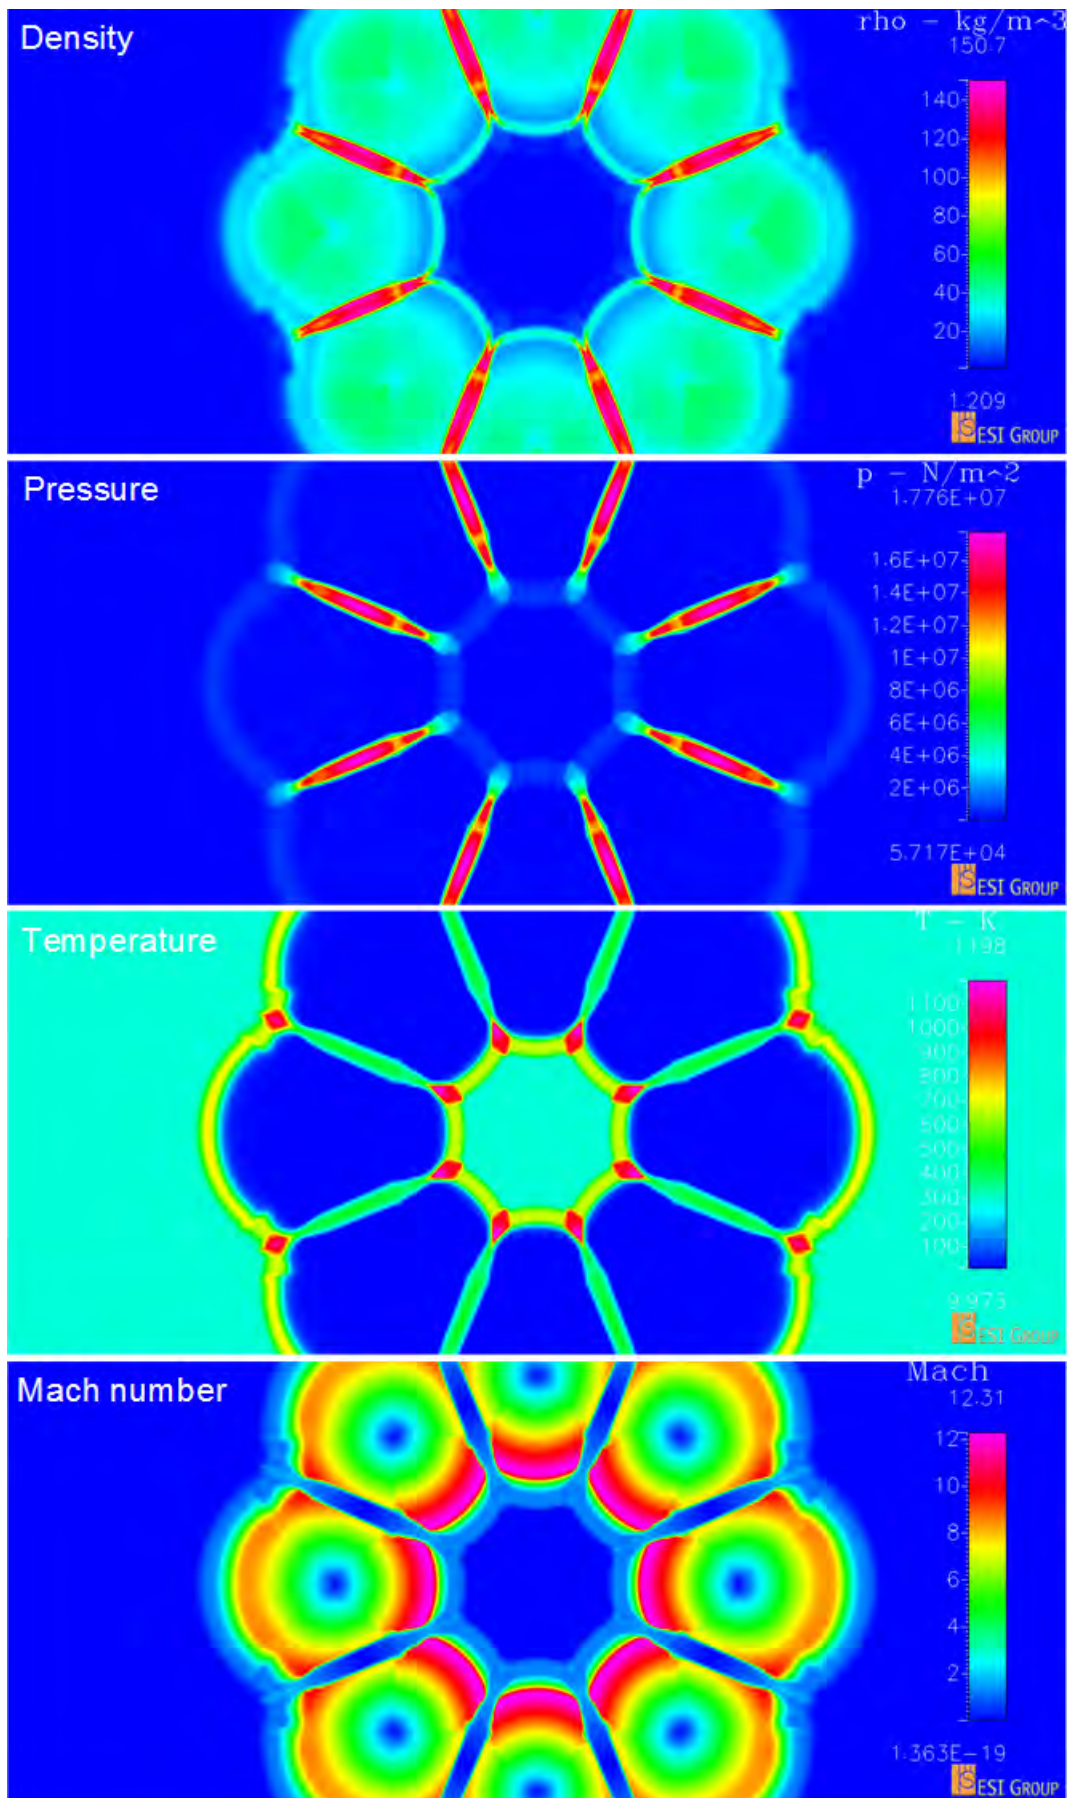 Density
rho - kg/m^3
150.7
140
120
100
80
60
40
20
1.209
ESI GROUP
Pressure
p - N/m^2
1.776E+07
1.6E+07
1.4E+07
1.2E+07
1E+07
8E+06
6E+06
4E+06
2E+06
5.717E+04
ESI GROUP
Temperature
T - K
1198
1100
1000
900
800
700
600
500
400
300
200
100
9.973
ESI GROUP
Mach number
Mach
12.31
12
10
8
6
4
2
1.363E-19
ESI GROUP